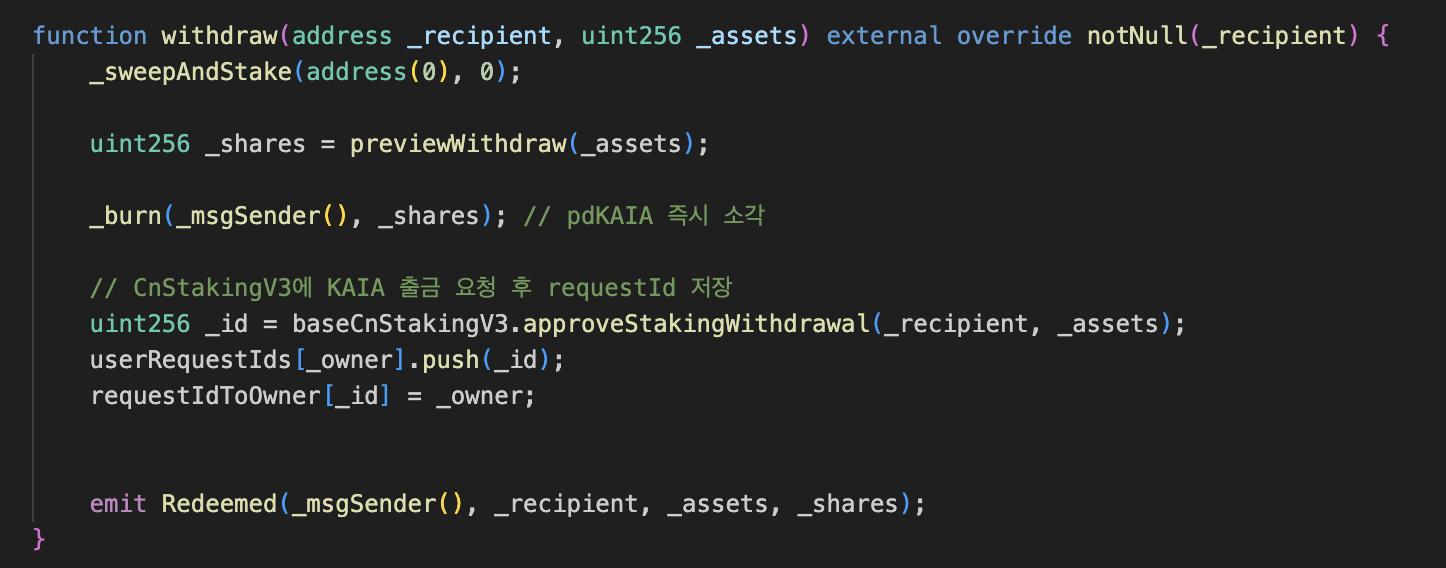 function withdraw(address _recipient, uint256 _assets) external override notNull(_recipient) {
    _sweepAndStake(address(0), 0);
    uint256 _shares = previewWithdraw(_assets);
    _burn(_msgSender(), _shares); // pdKAIA 즉시 소각
    // CnStakingV3에 KAIA 출금 요청 후 requestId 저장
    uint256 _id = baseCnStakingV3.approveStakingWithdrawal(_recipient, _assets);
    userRequestIds[_owner].push(_id);
    requestIdToOwner[_id] = _owner;
    emit Redeemed(_msgSender(), _recipient, _assets, _shares);
}